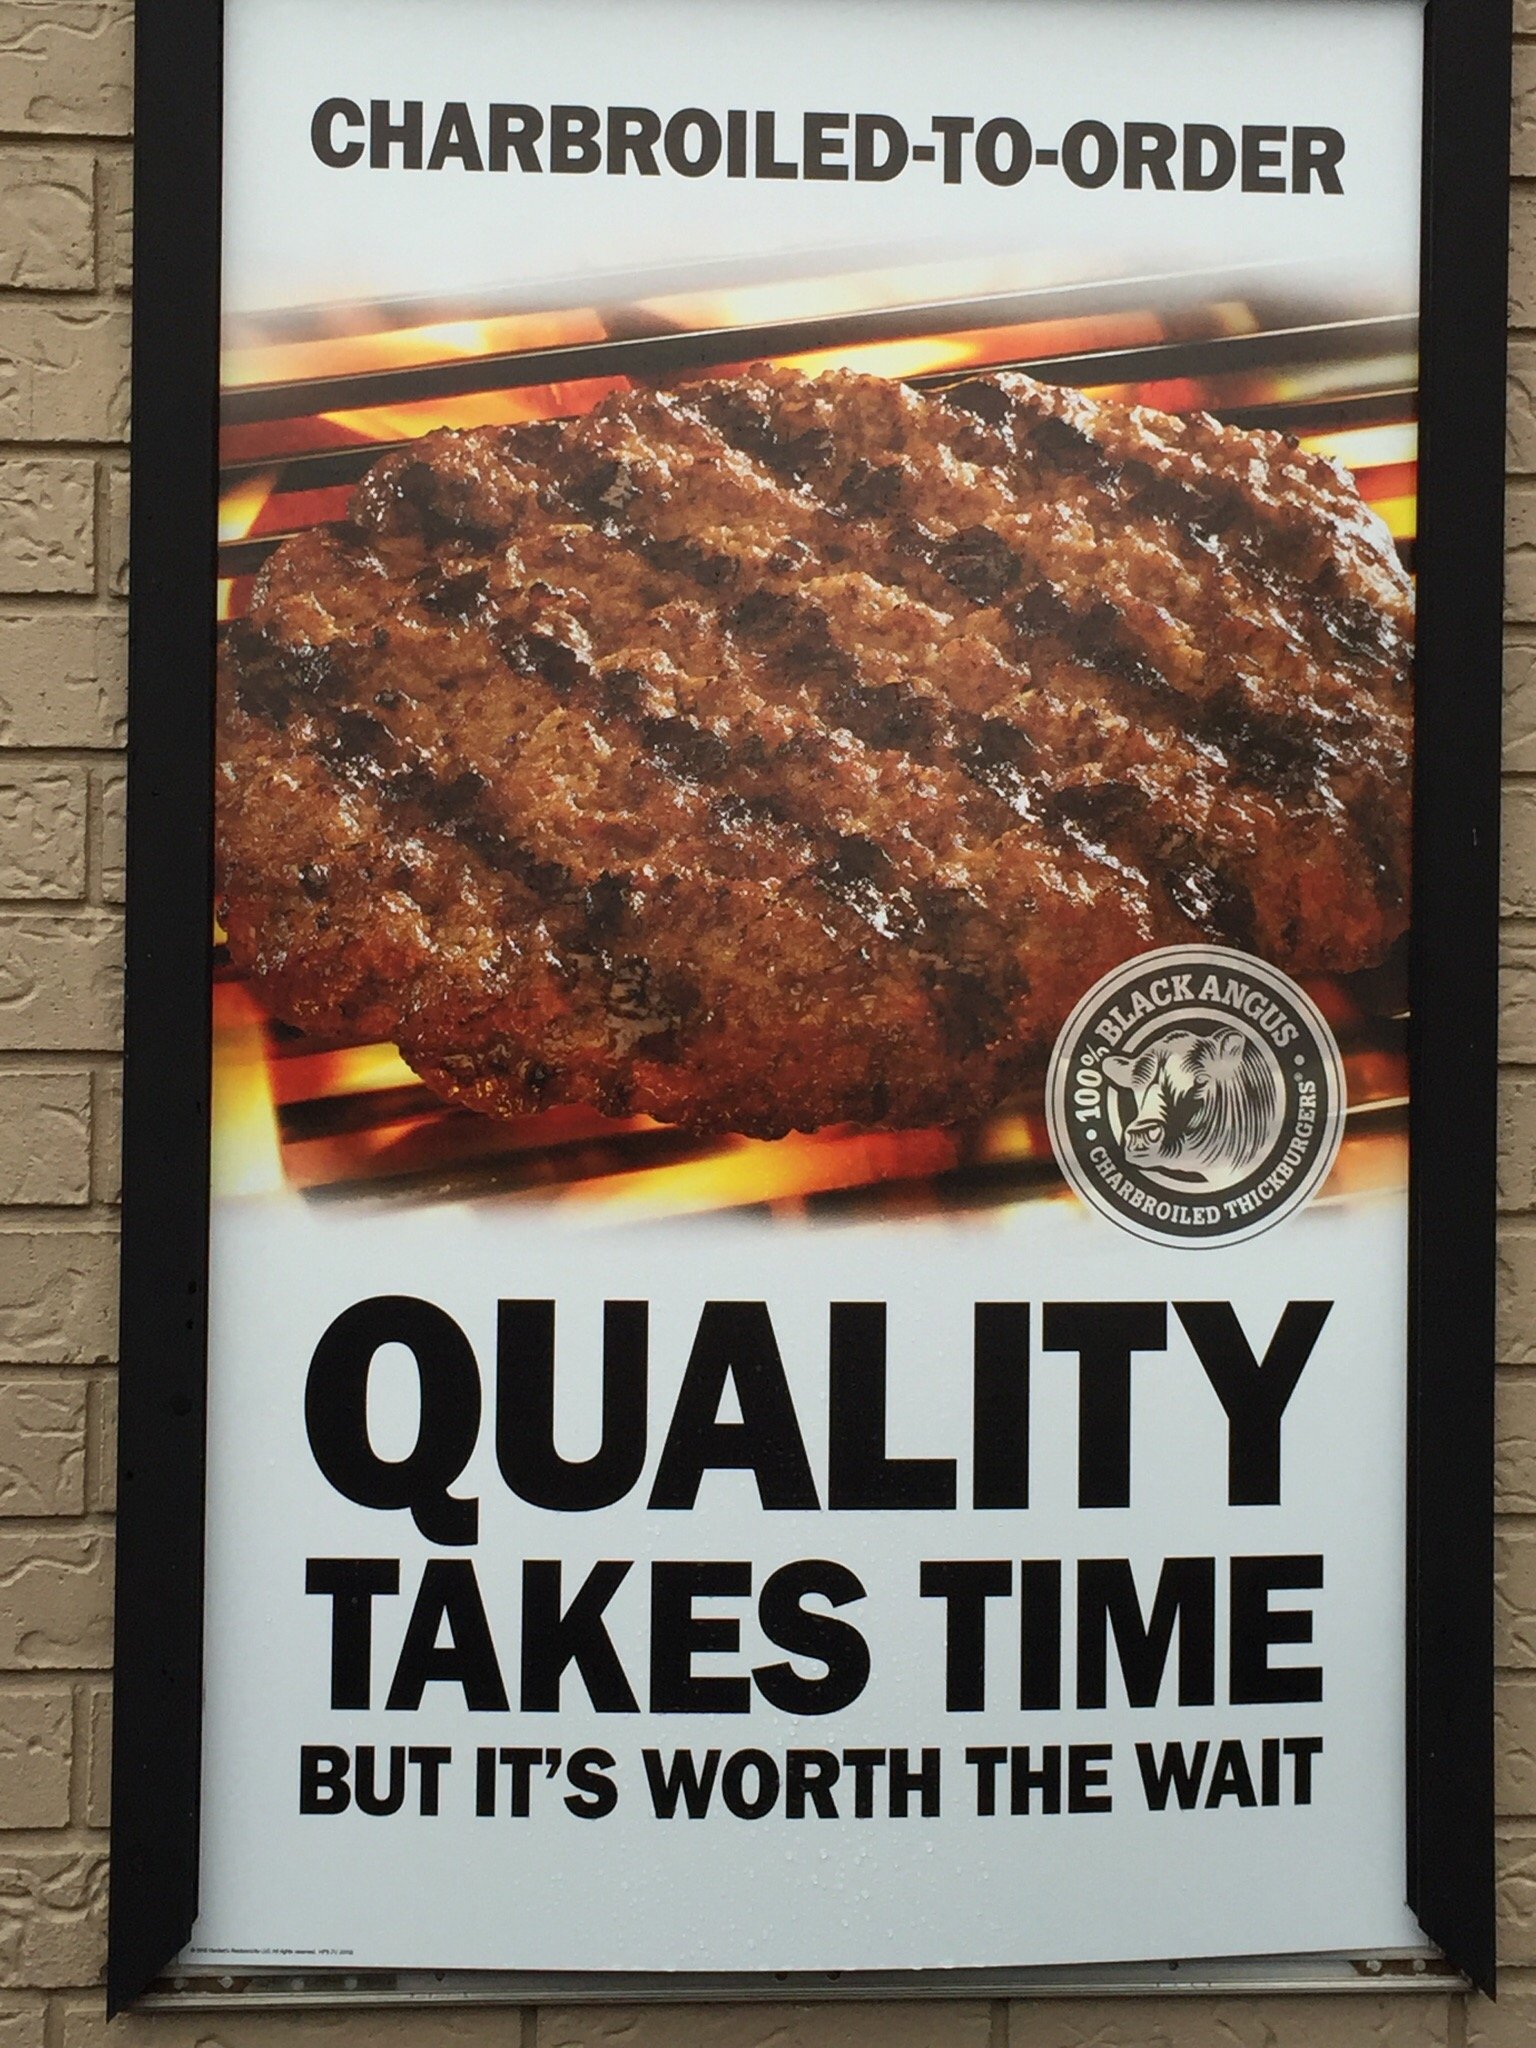 CHARBROILED-TO-ORDER
• 100% BLACK ANGUS •
CHARBROILED THICKBURGERS®
QUALITY
TAKES TIME
BUT IT'S WORTH THE WAIT